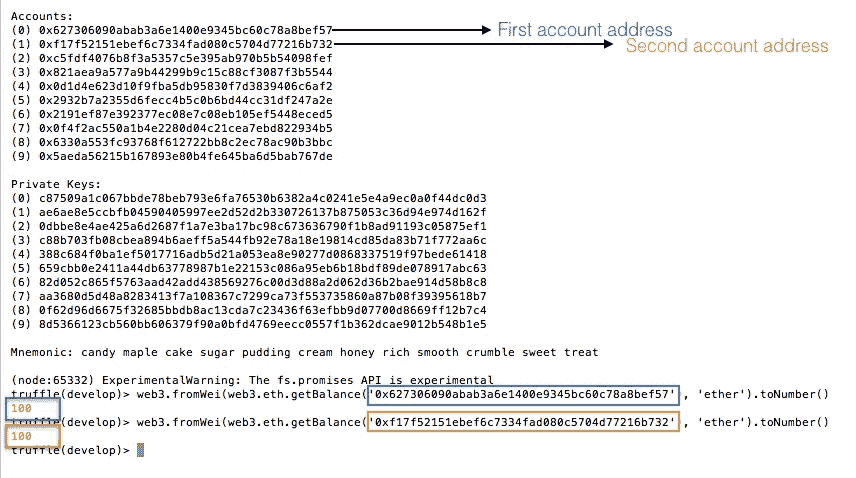 Accounts:
(0) 0x627306090abab3a6e1400e9345bc60c78a8bef57 First account address
(1) 0xf17f52151ebef6c7334fad080c5704d77216b732 Second account address
(2) 0xc5fdf4076b8f3a5357c5e395ab970b5b54098fef
(3) 0x821aea9a577a9b44299b9c15c88cf3087f3b5544
(4) 0x0d1d4e623d10f9fba5db95830f7d3839406c6af2
(5) 0x2932b7a2355d6fecc4b5c0b6bd44cc31df247a2e
(6) 0x2191ef87e392377ec08e7c08eb105ef5448eced5
(7) 0x0f4f2ac550a1b4e2280d04c21cea7ebd822934b5
(8) 0x6330a553fc93768f612722bb8c2ec78ac90b3bbc
(9) 0x5aeda56215b167893e80b4fe645ba6d5bab767de
Private Keys:
(0) c87509a1c067bbde78beb793e6fa76530b6382a4c0241e5e4a9ec0a0f44dc0d3
(1) ae6ae8e5ccbfb04590405997ee2d52d2b330726137b875053c36d94e974d162f
(2) 0dbbe8e4ae425a6d2687f1a7e3ba17bc98c673636790f1b8ad91193c05875ef1
(3) c88b703fb08cbea894b6aeff5a544fb92e78a18e19814cd85da83b71f772aa6c
(4) 388c684f0ba1ef5017716adb5d21a053ea8e90277d0868337519f97bede61418
(5) 659cbb0e2411a44db63778987b1e22153c086a95eb6b18bdf89de078917abc63
(6) 82d052c865f5763aad42add438569276c00d3d88a2d062d36b2bae914d58b8c8
(7) aa3680d5d48a8283413f7a108367c7299ca73f553735860a87b08f39395618b7
(8) 0f62d96d6675f32685bbdb8ac13cda7c23436f63efbb9d07700d8669ff12b7c4
(9) 8d5366123cb560bb606379f90a0bfd4769eecc0557f1b362dcae9012b548b1e5
Mnemonic: candy maple cake sugar pudding cream honey rich smooth crumble sweet treat
(node:65332) ExperimentalWarning: The fs.promises API is experimental
truffle(develop)> web3.fromWei(web3.eth.getBalance('0x627306090abab3a6e1400e9345bc60c78a8bef57', 'ether').toNumber()
100
truffle(develop)> web3.fromWei(web3.eth.getBalance('0xf17f52151ebef6c7334fad080c5704d77216b732', 'ether').toNumber()
100
truffle(develop)>